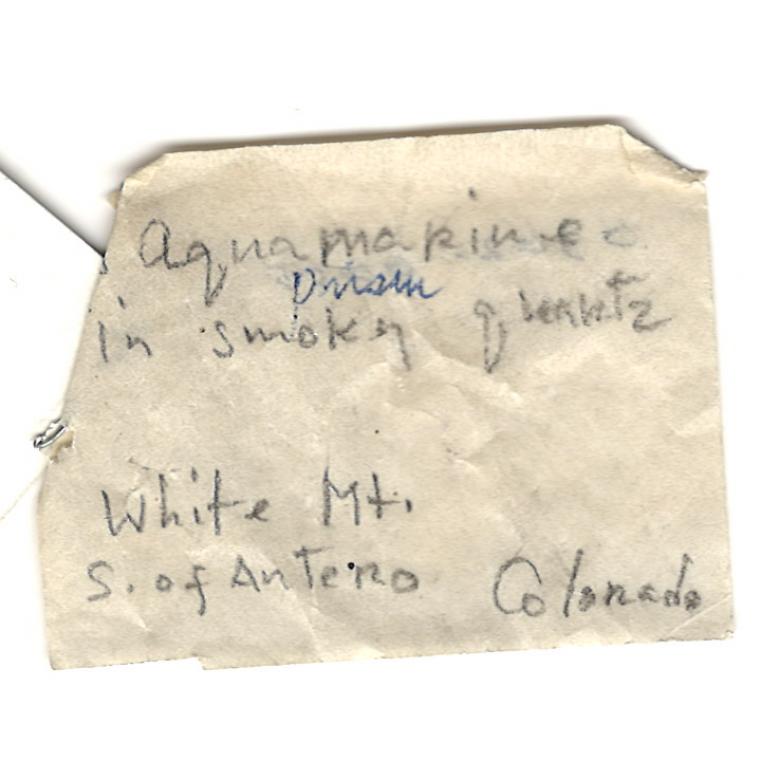 Aquamarine
Prism
in smoky quartz
White Mt.
S. of Antero Colorado